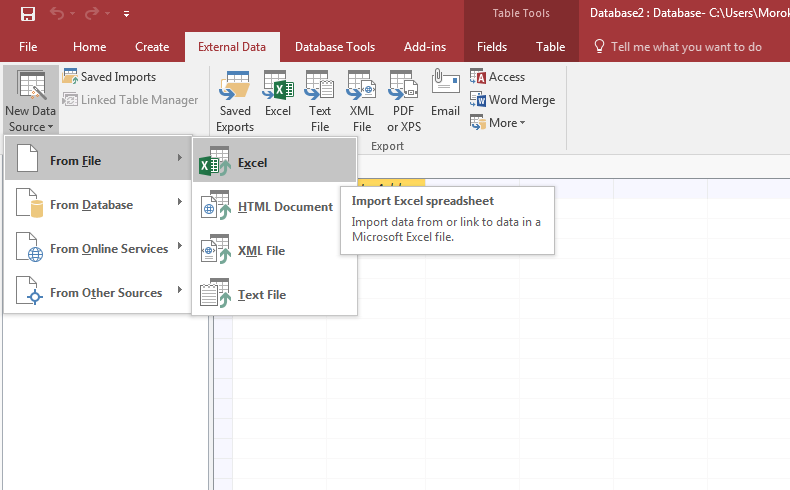 Table Tools
Database2 : Database- C:\Users\Morok
File
Home
Create
External Data
Database Tools
Add-ins
Fields
Table
Tell me what you want to do
New Data
Source
Saved Imports
Linked Table Manager
Saved
Exports
Excel
Text
File
XML
File
PDF
or XPS
Email
Access
Word Merge
More
Export
From File
From Database
From Online Services
From Other Sources
Excel
HTML Document
XML File
Text File
Import Excel spreadsheet
Import data from or link to data in a
Microsoft Excel file.